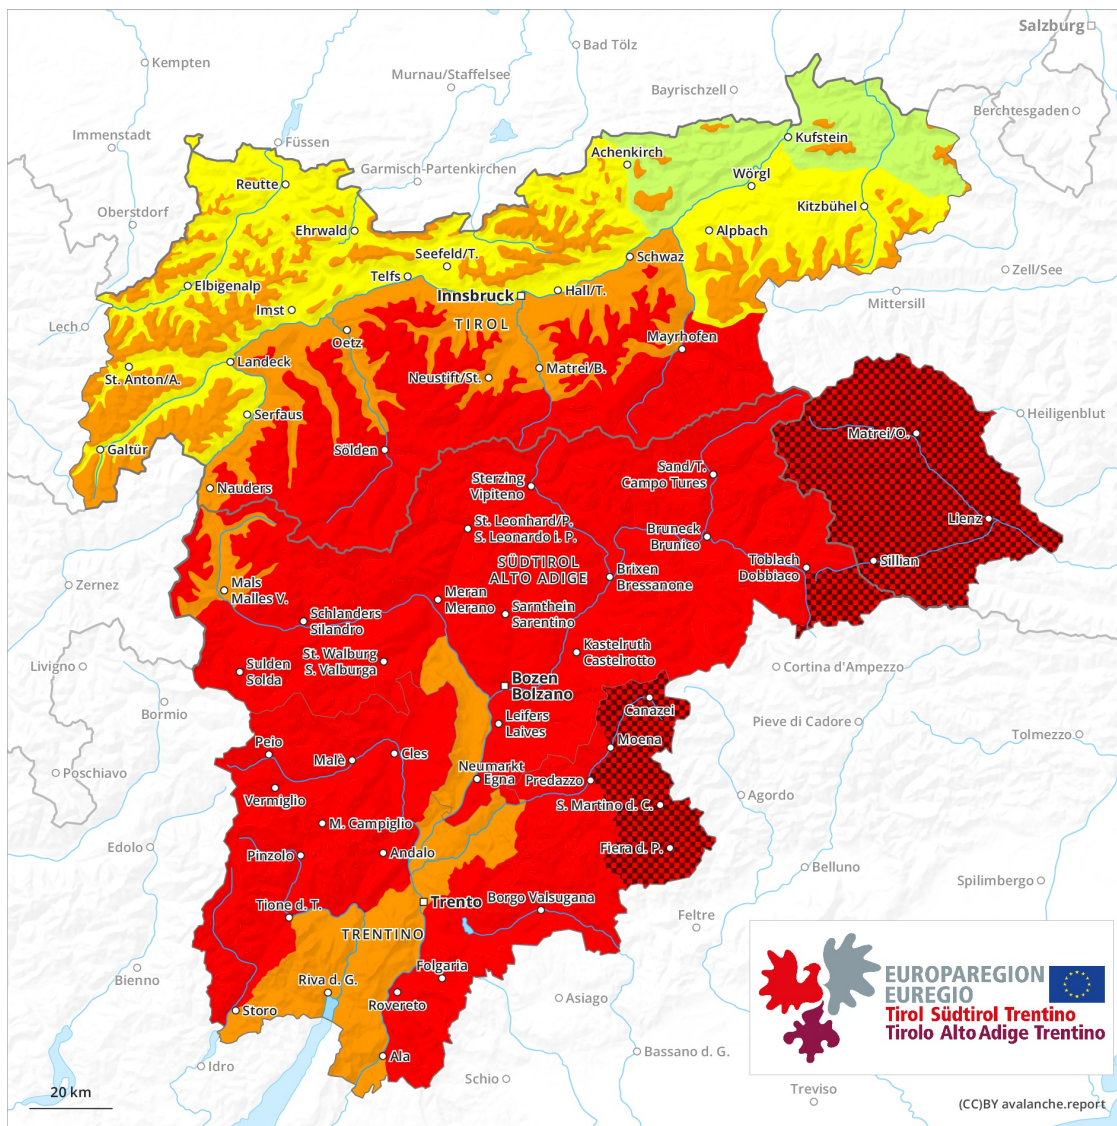 Salzburg
Bad Tölz
Kempten
Murnau/Staffelsee
Bayrischzell
Berchtesgaden
Immenstadt
Füssen
Kufstein
Achenkirch
Garmisch-Partenkirchen
Wörgl
Reutte
Kitzbühel
Oberstdorf
Ehrwald
Alpbach
Seefeld/T.
Schwaz
Telfs
Zell/See
Elbigenalp
Innsbruck
Hall/T.
Mittersill
Imst
TIROL
Lech
Oetz
Mayrhofen
Landeck
St. Anton/A.
Neustift/St.
Matrei/B.
Serfaus
Heiligenblut
Matrei/O.
Galtür
Sölden
Sand/T.
Campo Tures
Sterzing
Vipiteno
Nauders
St. Leonhard/P.
S. Leonardo i. P.
Lienz
Bruneck
Brunico
SÜDTIROL
ALTO ADIGE
Toblach
Dobbiaco
Sillian
Brixen
Bressanone
Zernez
Mals
Malles V.
Meran
Merano
Sarnthein
Sarentino
Schlanders
Silandro
Kastelruth
Castelrotto
St. Walburg
S. Valburga
Livigno
Sulden
Solda
Cortina d'Ampezzo
Bozen
Bolzano
Canazei
Bormio
Leifers
Laives
Pieve di Cadore
Tolmezzo
Moena
Peio
Malè
Cles
Poschiavo
Neumarkt
Egna
Predazzo
Vermiglio
Agordo
S. Martino d. C.
M. Campiglio
Edolo
Fiera d. P.
Pinzolo
Andalo
Belluno
Spilimbergo
Borgo Valsugana
Trento
Tione d. T.
Feltre
TRENTINO
Folgaria
Bienno
Riva d. G.
Rovereto
Asiago
Storo
EUROPAREGION
EUREGIO
Tirol Südtirol Trentino
Tirolo Alto Adige Trentino
Ala
Bassano d. G.
Idro
Schio
Treviso
20 km
(CC)BY avalanche.report